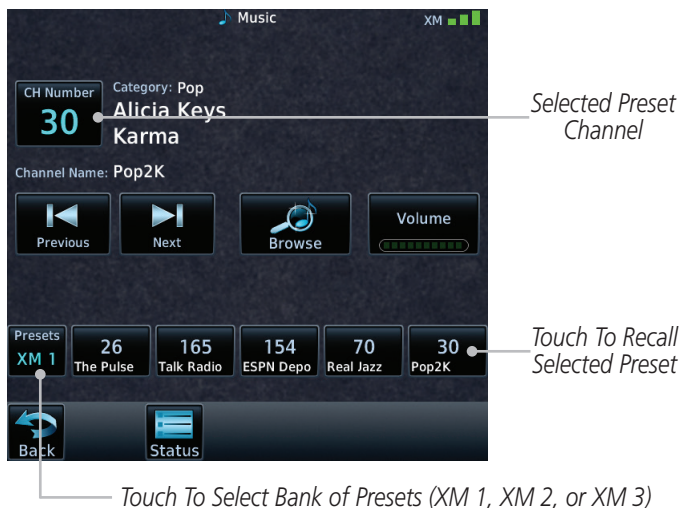 Music
XM
CH Number
30
Category: Pop
Alicia Keys
Karma
Selected Preset
Channel
Channel Name: Pop2K
Previous
Next
Browse
Volume
Presets
XM 1
26
The Pulse
165
Talk Radio
154
ESPN Depo
70
Real Jazz
30
Pop2K
Touch To Recall
Selected Preset
Back
Status
Touch To Select Bank of Presets (XM 1, XM 2, or XM 3)